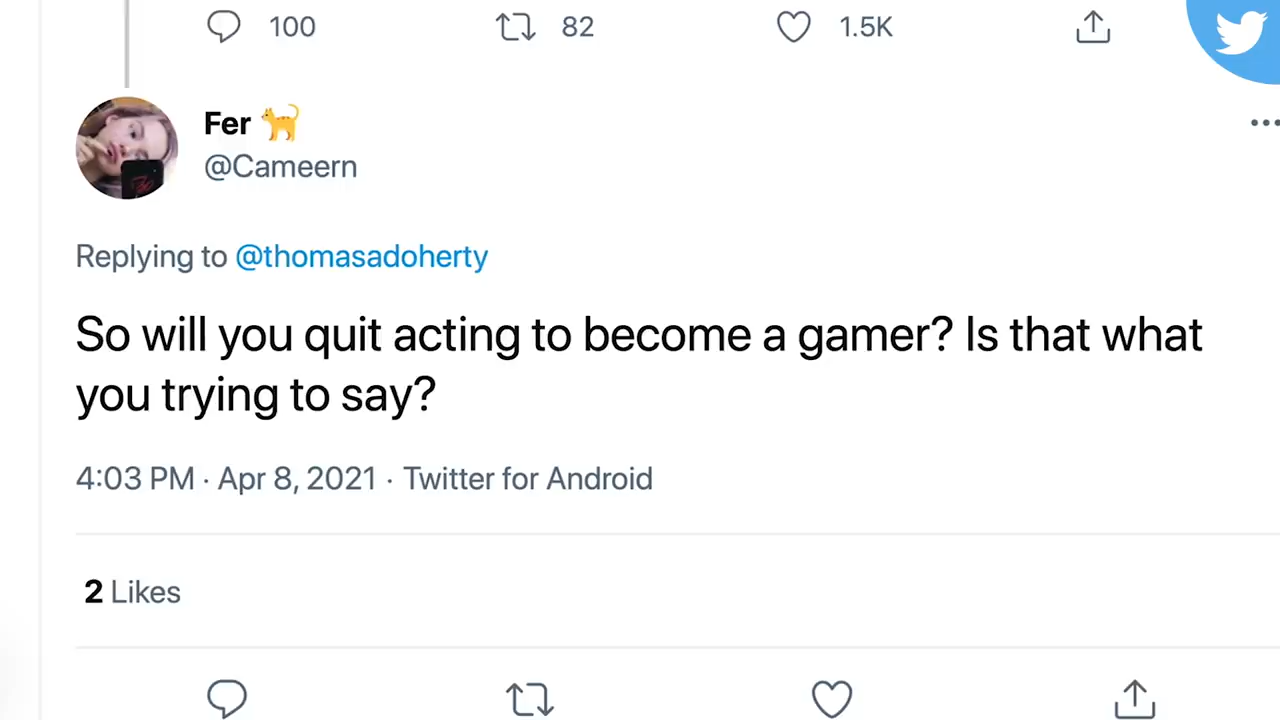 100 82 1.5K
Fer
@Cameern
Replying to @thomasadoherty
So will you quit acting to become a gamer? Is that what
you trying to say?
4:03 PM · Apr 8, 2021 · Twitter for Android
2 Likes